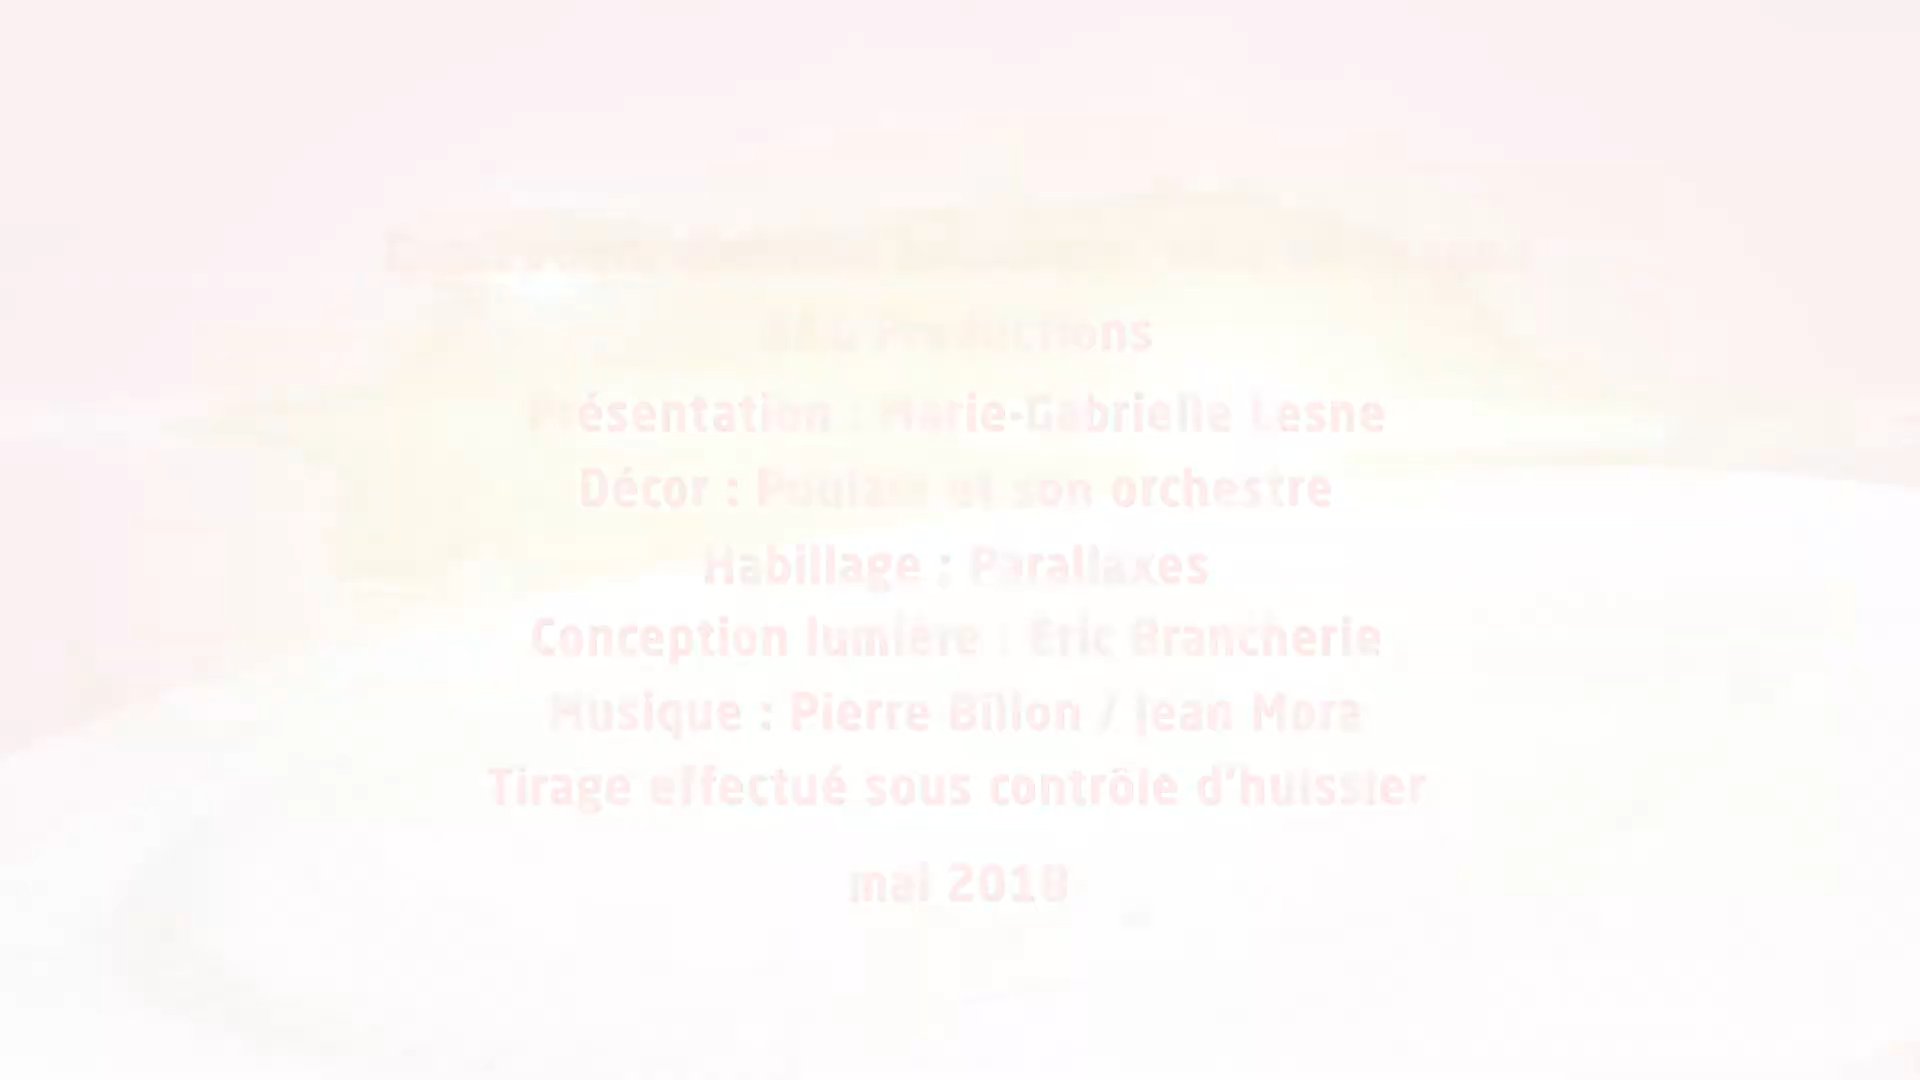 Productions
Présentation : Marie-Gabrielle Lesne
Décor : Poulain et son orchestre
Habillage : Parallaxes
Conception lumière : Eric Brancherie
Musique : Pierre Billon / Jean Mora
Tirage effectué sous contrôle d'huissier
mai 2018